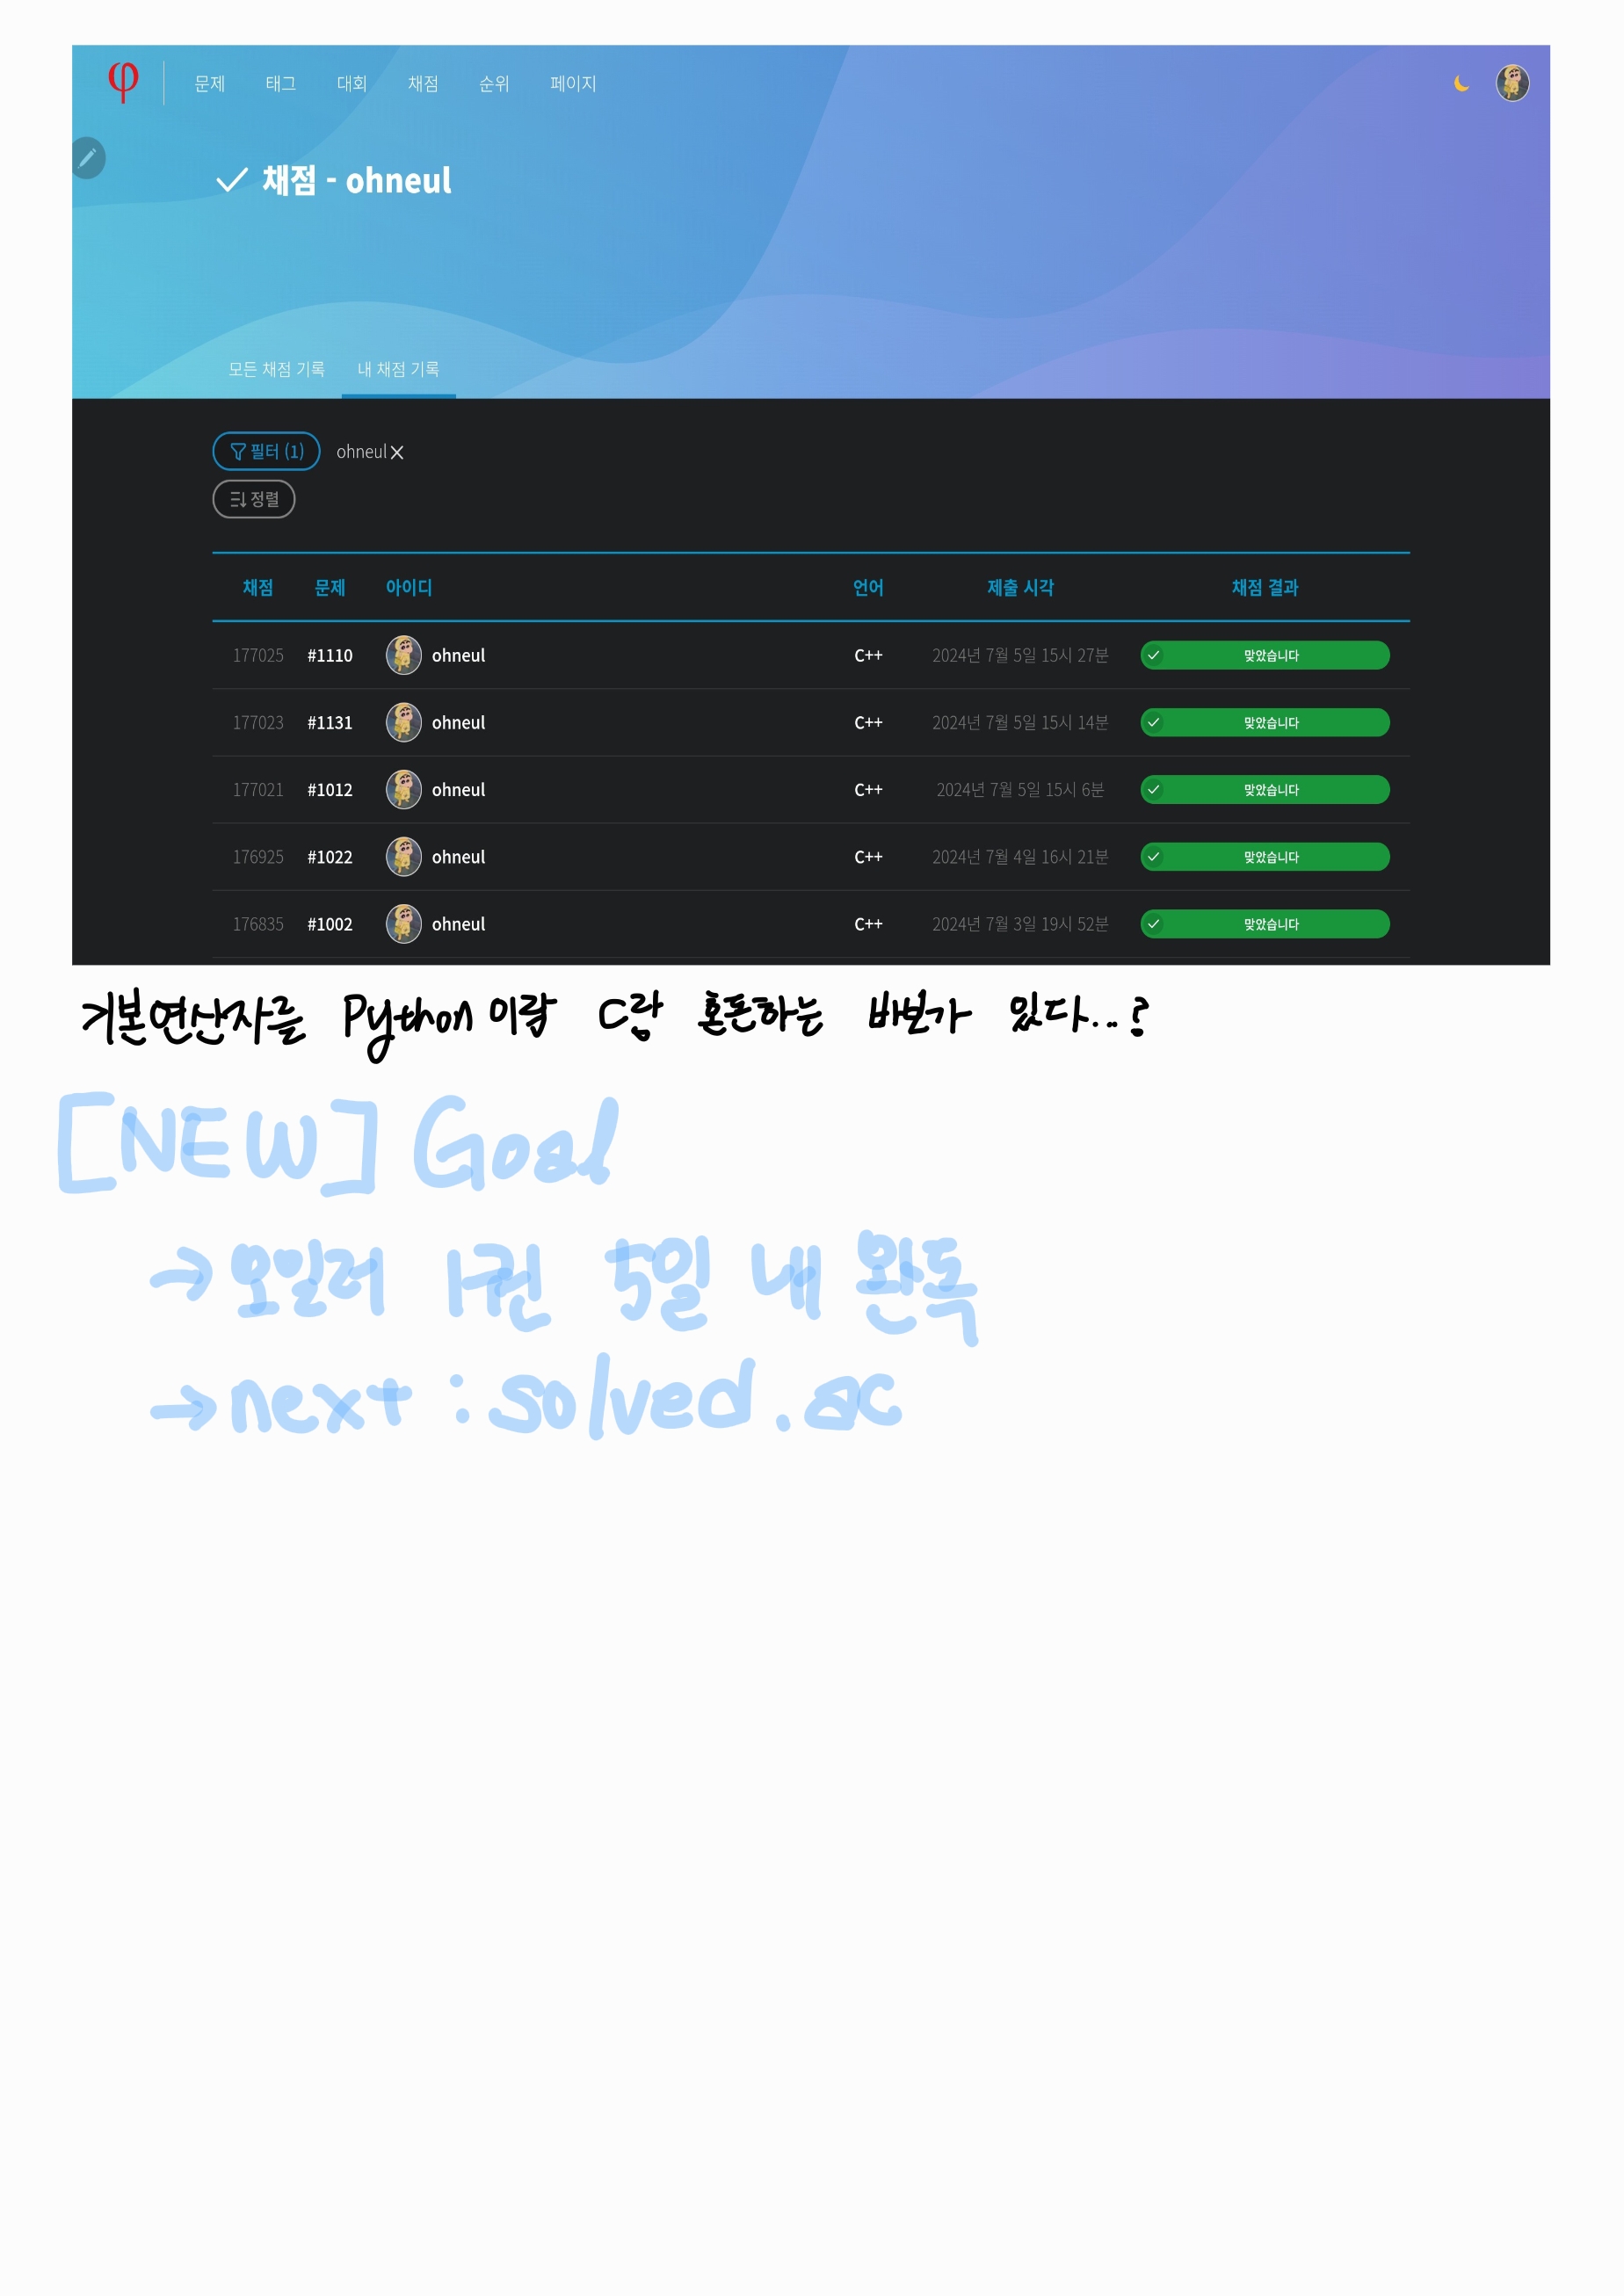 φ 문제 태그 대회 채점 순위 페이지
채점 - ohneul
모든 채점 기록 내 채점 기록
필터 (1) ohneul
정렬
채점 문제 아이디 언어 제출 시각 채점 결과
177025 #1110 ohneul C++ 2024년 7월 5일 15시 27분 맞았습니다
177023 #1131 ohneul C++ 2024년 7월 5일 15시 14분 맞았습니다
177021 #1012 ohneul C++ 2024년 7월 5일 15시 6분 맞았습니다
176925 #1022 ohneul C++ 2024년 7월 4일 16시 21분 맞았습니다
176835 #1002 ohneul C++ 2024년 7월 3일 19시 52분 맞았습니다
기본연산자를 Python이랑 C랑 혼돈하는 바보가 있다...?
[NEW] Goal
→ 오일러 1권 5일 내 완독
→ next : solved.ac